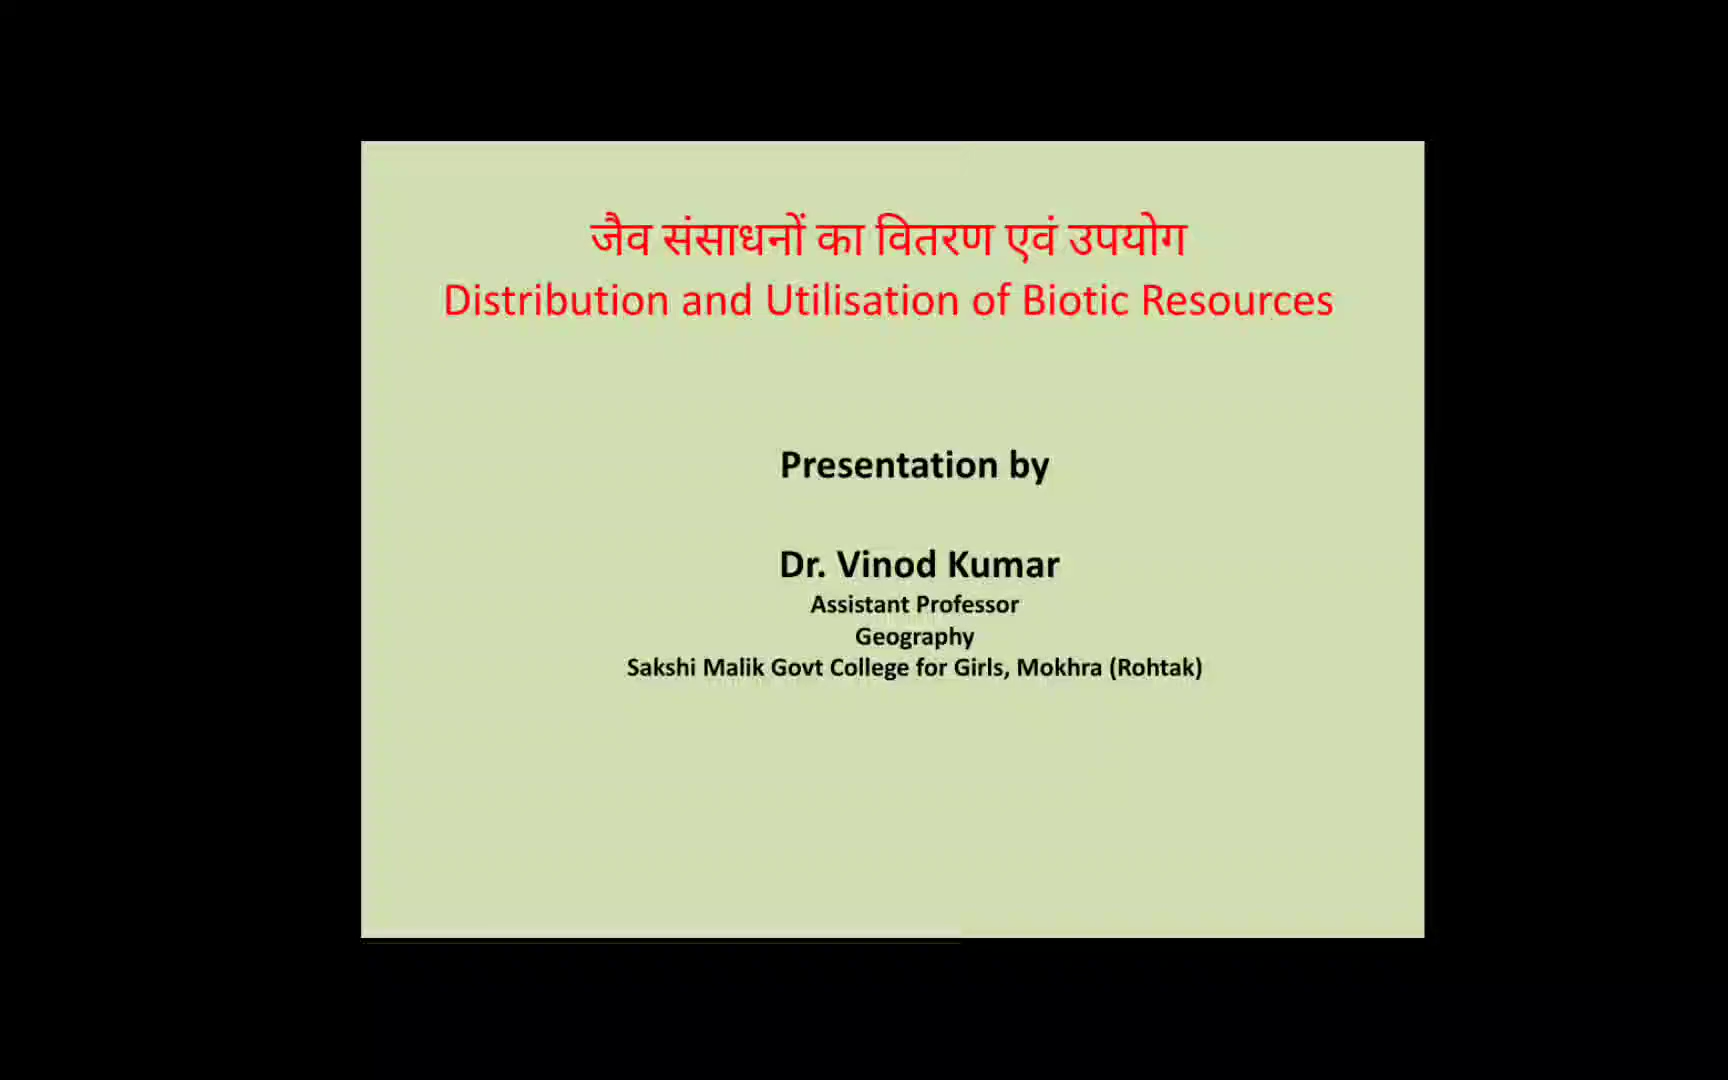 जैव संसाधनों का वितरण एवं उपयोग
Distribution and Utilisation of Biotic Resources
Presentation by
Dr. Vinod Kumar
Assistant Professor
Geography
Sakshi Malik Govt College for Girls, Mokhra (Rohtak)